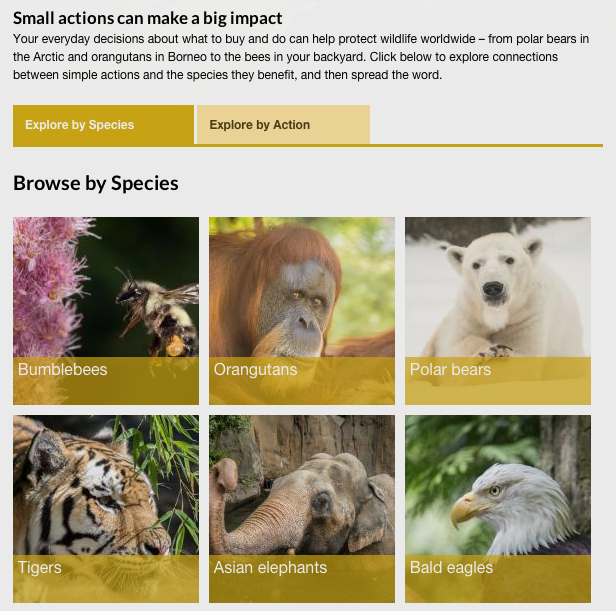 Small actions can make a big impact
Your everyday decisions about what to buy and do can help protect wildlife worldwide – from polar bears in
the Arctic and orangutans in Borneo to the bees in your backyard. Click below to explore connections
between simple actions and the species they benefit, and then spread the word.
Explore by Species
Explore by Action
Browse by Species
Bumblebees
Orangutans
Polar bears
Tigers
Asian elephants
Bald eagles